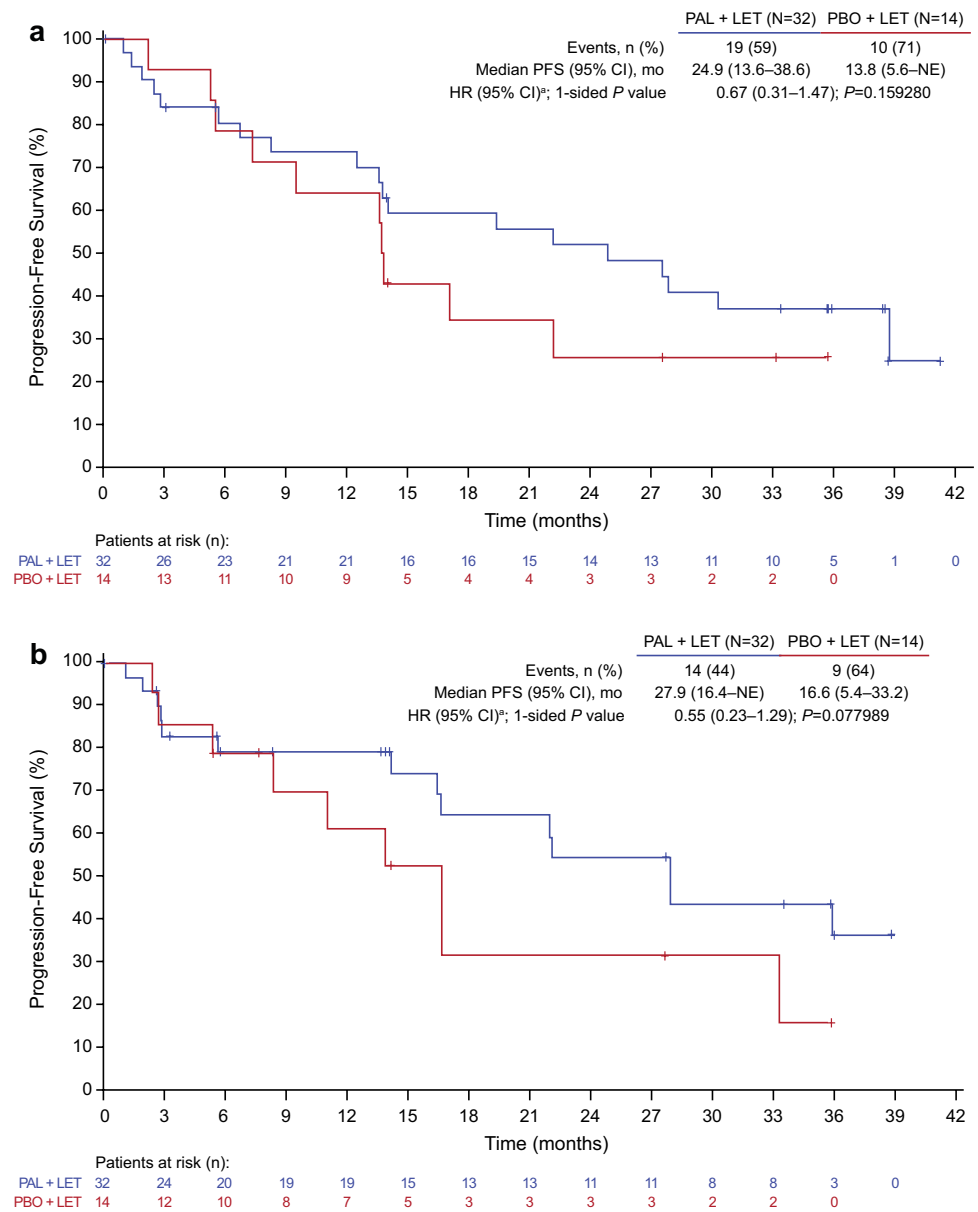 a
PAL + LET (N=32) PBO + LET (N=14)
Events, n (%) 19 (59) 10 (71)
Median PFS (95% CI), mo 24.9 (13.6–38.6) 13.8 (5.6–NE)
HR (95% CI)ᵃ; 1-sided P value 0.67 (0.31–1.47); P=0.159280
Progression-Free Survival (%)
100
90
80
70
60
50
40
30
20
10
0
0 3 6 9 12 15 18 21 24 27 30 33 36 39 42
Time (months)
Patients at risk (n):
PAL + LET 32 26 23 21 21 16 16 15 14 13 11 10 5 1 0
PBO + LET 14 13 11 10 9 5 4 4 3 3 2 2 0
b
PAL + LET (N=32) PBO + LET (N=14)
Events, n (%) 14 (44) 9 (64)
Median PFS (95% CI), mo 27.9 (16.4–NE) 16.6 (5.4–33.2)
HR (95% CI)ᵃ; 1-sided P value 0.55 (0.23–1.29); P=0.077989
Progression-Free Survival (%)
100
90
80
70
60
50
40
30
20
10
0
0 3 6 9 12 15 18 21 24 27 30 33 36 39 42
Time (months)
Patients at risk (n):
PAL + LET 32 24 20 19 19 15 13 13 11 11 8 8 3 0
PBO + LET 14 12 10 8 7 5 3 3 3 3 2 2 0